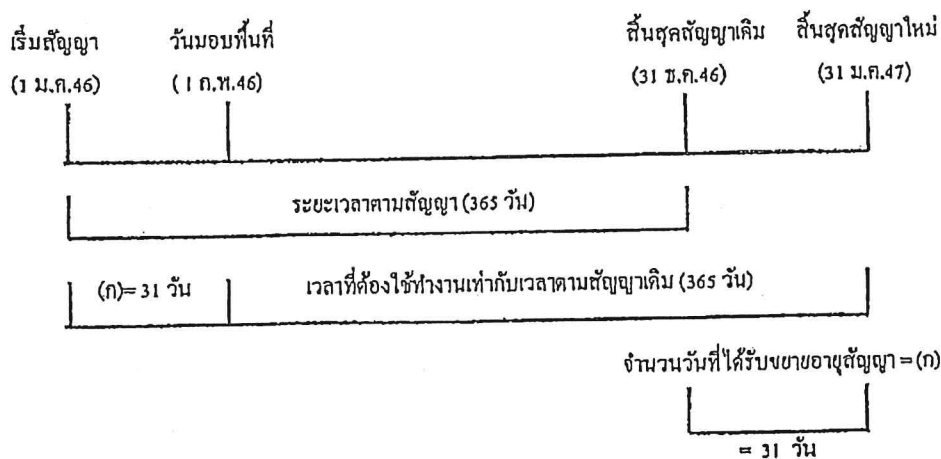 เริ่มสัญญา วันมอบพื้นที่ สิ้นสุดสัญญาเดิม สิ้นสุดสัญญาใหม่
(1 ม.ค.46) (1 ก.พ.46) (31 ธ.ค.46) (31 ม.ค.47)
ระยะเวลาตามสัญญา (365 วัน)
(ก)= 31 วัน เวลาที่ต้องใช้ทำงานเท่ากับเวลาตามสัญญาเดิม (365 วัน)
จำนวนวันที่ได้รับขยายอายุสัญญา = (ก)
= 31 วัน